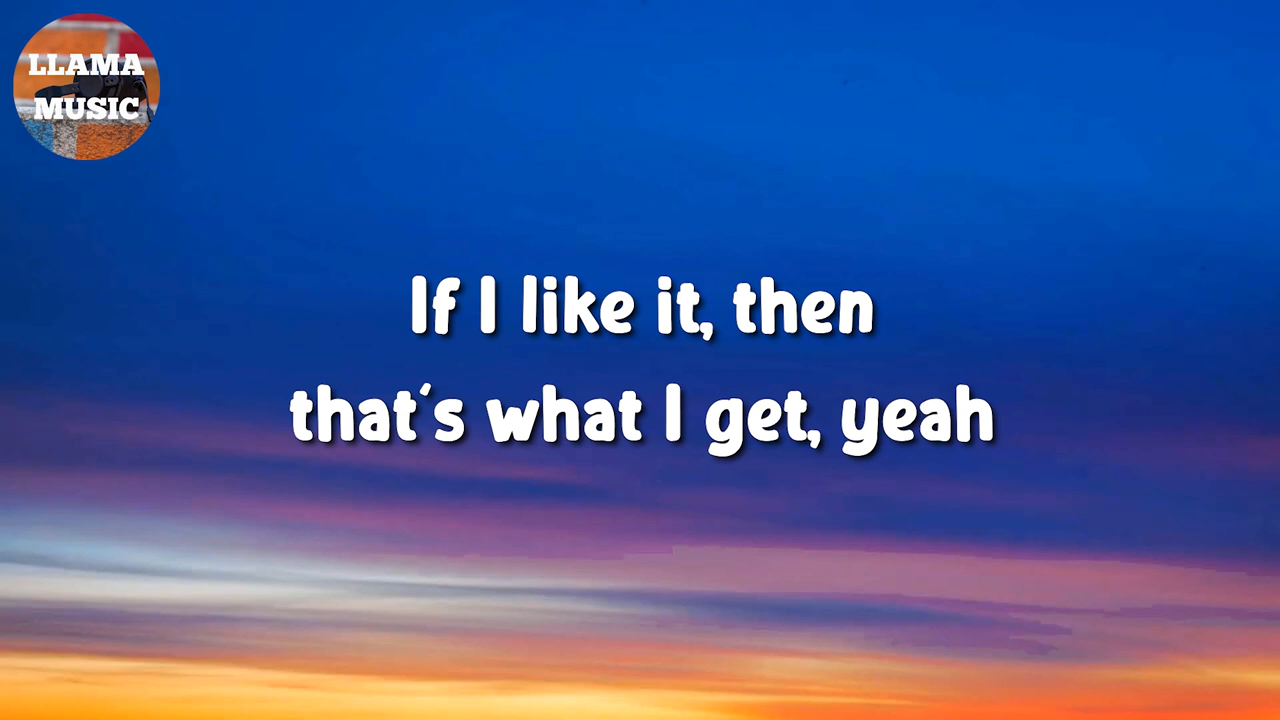 LLAMA
MUSIC
If I like it, then
that's what I get, yeah